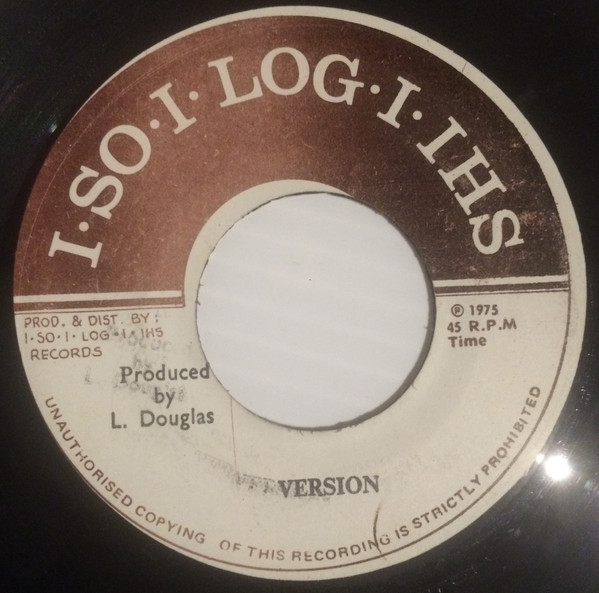 I·SO·I·LOG·I·IHS
PROD. & DIST. BY:
I·SO·I·LOG·I·IHS
RECORDS
Produced
by
L. Douglas
℗ 1975
45 R.P.M
Time
VERSION
UNAUTHORISED COPYING OF THIS RECORDING IS STRICTLY PROHIBITED